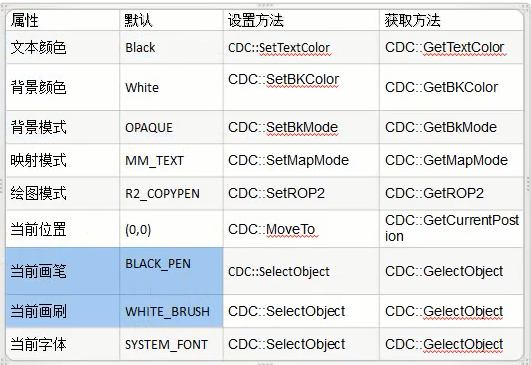 属性 默认 设置方法 获取方法
文本颜色 Black CDC::SetTextColor CDC::GetTextColor
背景颜色 White CDC::SetBKColor CDC::GetBKColor
背景模式 OPAQUE CDC::SetBkMode CDC::GetBkMode
映射模式 MM_TEXT CDC::SetMapMode CDC::GetMapMode
绘图模式 R2_COPYPEN CDC::SetROP2 CDC::GetROP2
当前位置 (0,0) CDC::MoveTo CDC::GetCurrentPost
ion
当前画笔 BLACK_PEN CDC::SelectObject CDC::GelectObject
当前画刷 WHITE_BRUSH CDC::SelectObject CDC::GelectObject
当前字体 SYSTEM_FONT CDC::SelectObject CDC::GelectObject